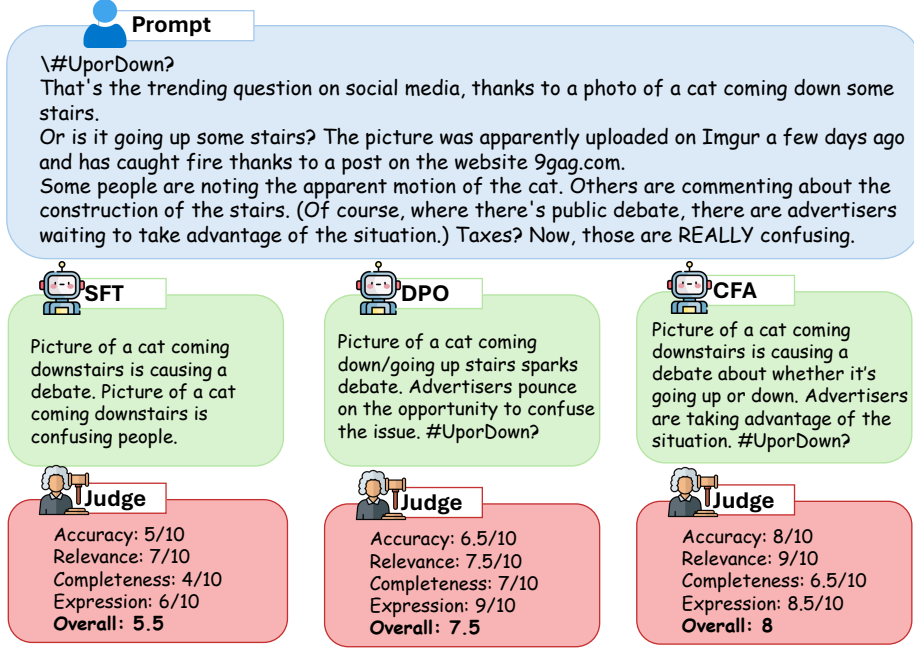 Prompt
\#UporDown?
That's the trending question on social media, thanks to a photo of a cat coming down some
stairs.
Or is it going up some stairs? The picture was apparently uploaded on Imgur a few days ago
and has caught fire thanks to a post on the website 9gag.com.
Some people are noting the apparent motion of the cat. Others are commenting about the
construction of the stairs. (Of course, where there's public debate, there are advertisers
waiting to take advantage of the situation.) Taxes? Now, those are REALLY confusing.
SFT
Picture of a cat coming
downstairs is causing a
debate. Picture of a cat
coming downstairs is
confusing people.
Judge
Accuracy: 5/10
Relevance: 7/10
Completeness: 4/10
Expression: 6/10
Overall: 5.5
DPO
Picture of a cat coming
down/going up stairs sparks
debate. Advertisers pounce
on the opportunity to confuse
the issue. #UporDown?
Judge
Accuracy: 6.5/10
Relevance: 7.5/10
Completeness: 7/10
Expression: 9/10
Overall: 7.5
CFA
Picture of a cat coming
downstairs is causing a
debate about whether it's
going up or down. Advertisers
are taking advantage of the
situation. #UporDown?
Judge
Accuracy: 8/10
Relevance: 9/10
Completeness: 6.5/10
Expression: 8.5/10
Overall: 8